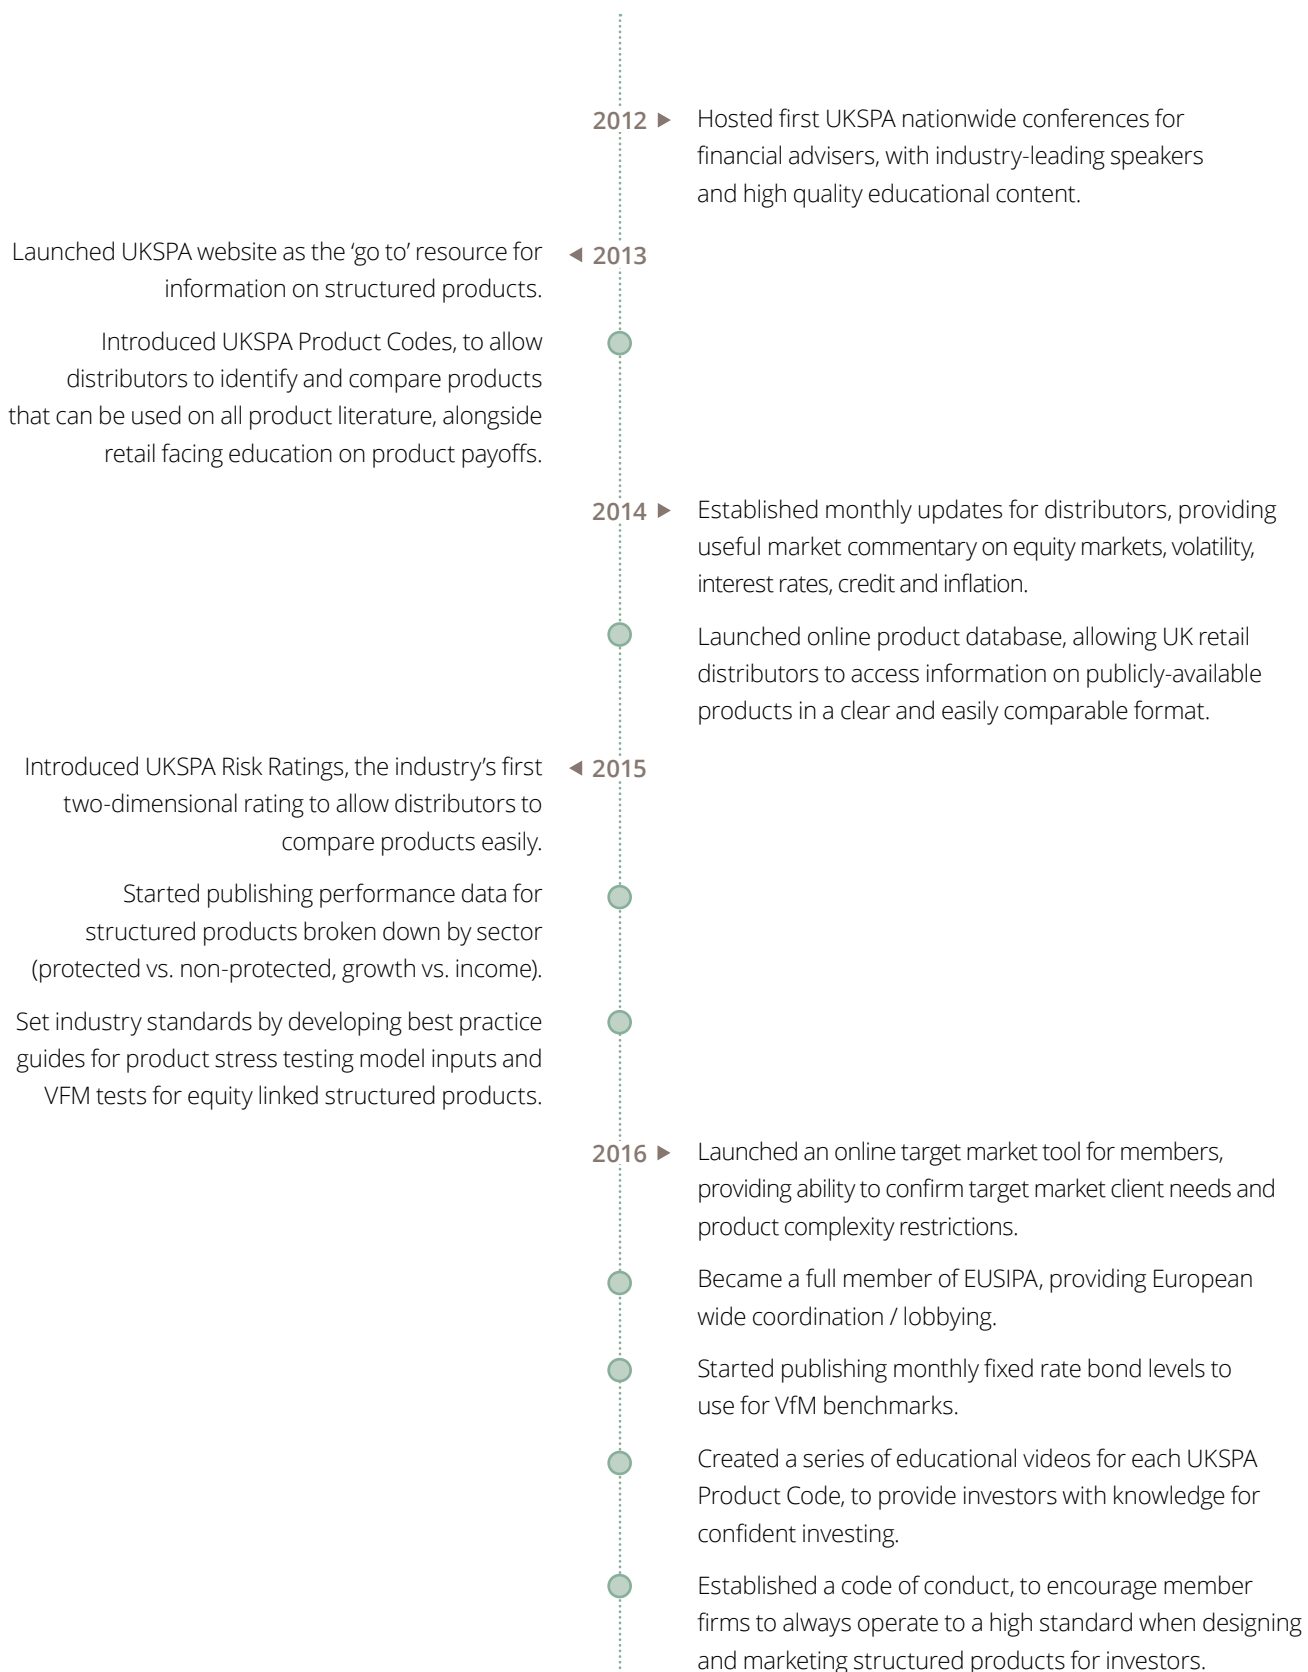 2012 ▶ Hosted first UKSPA nationwide conferences for
financial advisers, with industry-leading speakers
and high quality educational content.
Launched UKSPA website as the ‘go to’ resource for ◀ 2013
information on structured products.
Introduced UKSPA Product Codes, to allow
distributors to identify and compare products
that can be used on all product literature, alongside
retail facing education on product payoffs.
2014 ▶ Established monthly updates for distributors, providing
useful market commentary on equity markets, volatility,
interest rates, credit and inflation.
Launched online product database, allowing UK retail
distributors to access information on publicly-available
products in a clear and easily comparable format.
Introduced UKSPA Risk Ratings, the industry’s first ◀ 2015
two-dimensional rating to allow distributors to
compare products easily.
Started publishing performance data for
structured products broken down by sector
(protected vs. non-protected, growth vs. income).
Set industry standards by developing best practice
guides for product stress testing model inputs and
VFM tests for equity linked structured products.
2016 ▶ Launched an online target market tool for members,
providing ability to confirm target market client needs and
product complexity restrictions.
Became a full member of EUSIPA, providing European
wide coordination / lobbying.
Started publishing monthly fixed rate bond levels to
use for VfM benchmarks.
Created a series of educational videos for each UKSPA
Product Code, to provide investors with knowledge for
confident investing.
Established a code of conduct, to encourage member
firms to always operate to a high standard when designing
and marketing structured products for investors.